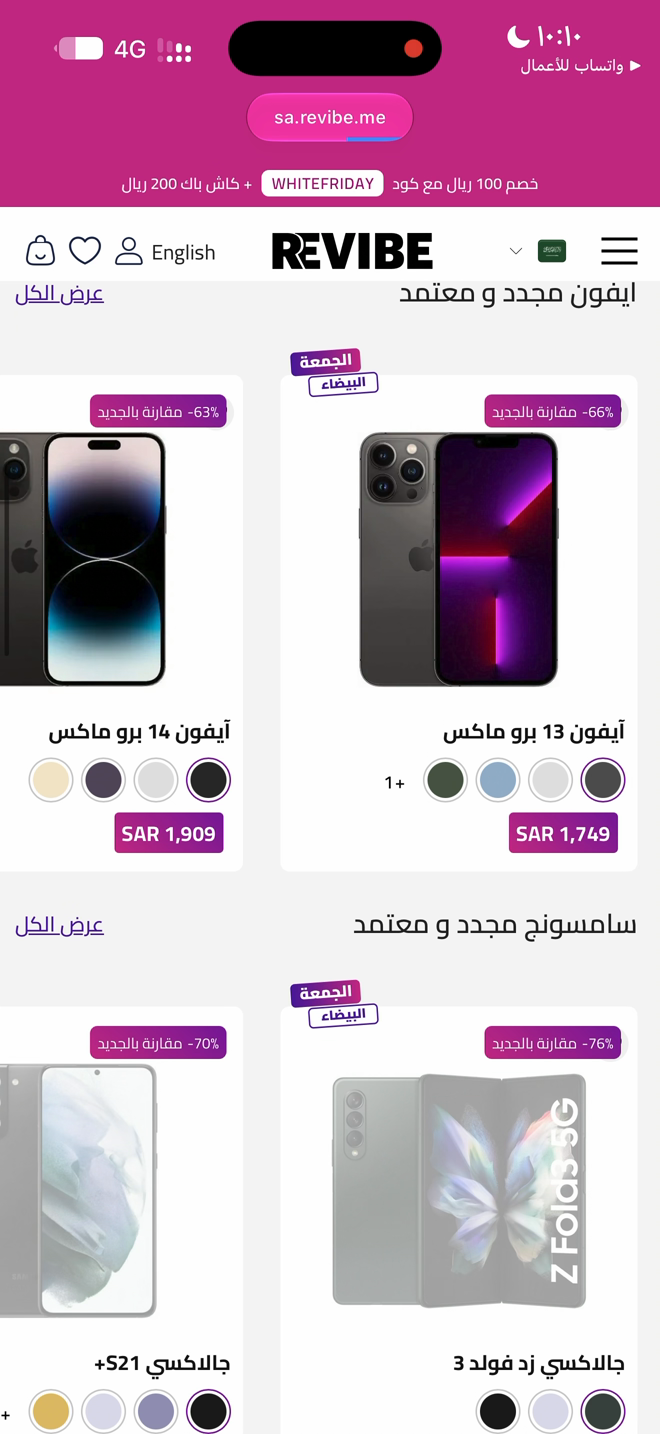 ١٠:١٠
4G
◀ واتساب للأعمال
sa.revibe.me
خصم 100 ريال مع كود WHITEFRIDAY + كاش باك 200 ريال
REVIBE
English
ايفون مجدد و معتمد
عرض الكل
الجمعة
البيضاء
-66% مقارنة بالجديد
-63% مقارنة بالجديد
آيفون 13 برو ماكس
آيفون 14 برو ماكس
+1
SAR 1,749
SAR 1,909
سامسونج مجدد و معتمد
عرض الكل
الجمعة
البيضاء
-76% مقارنة بالجديد
-70% مقارنة بالجديد
Z Fold3 5G
جالاكسي زد فولد 3
جالاكسي S21+
+